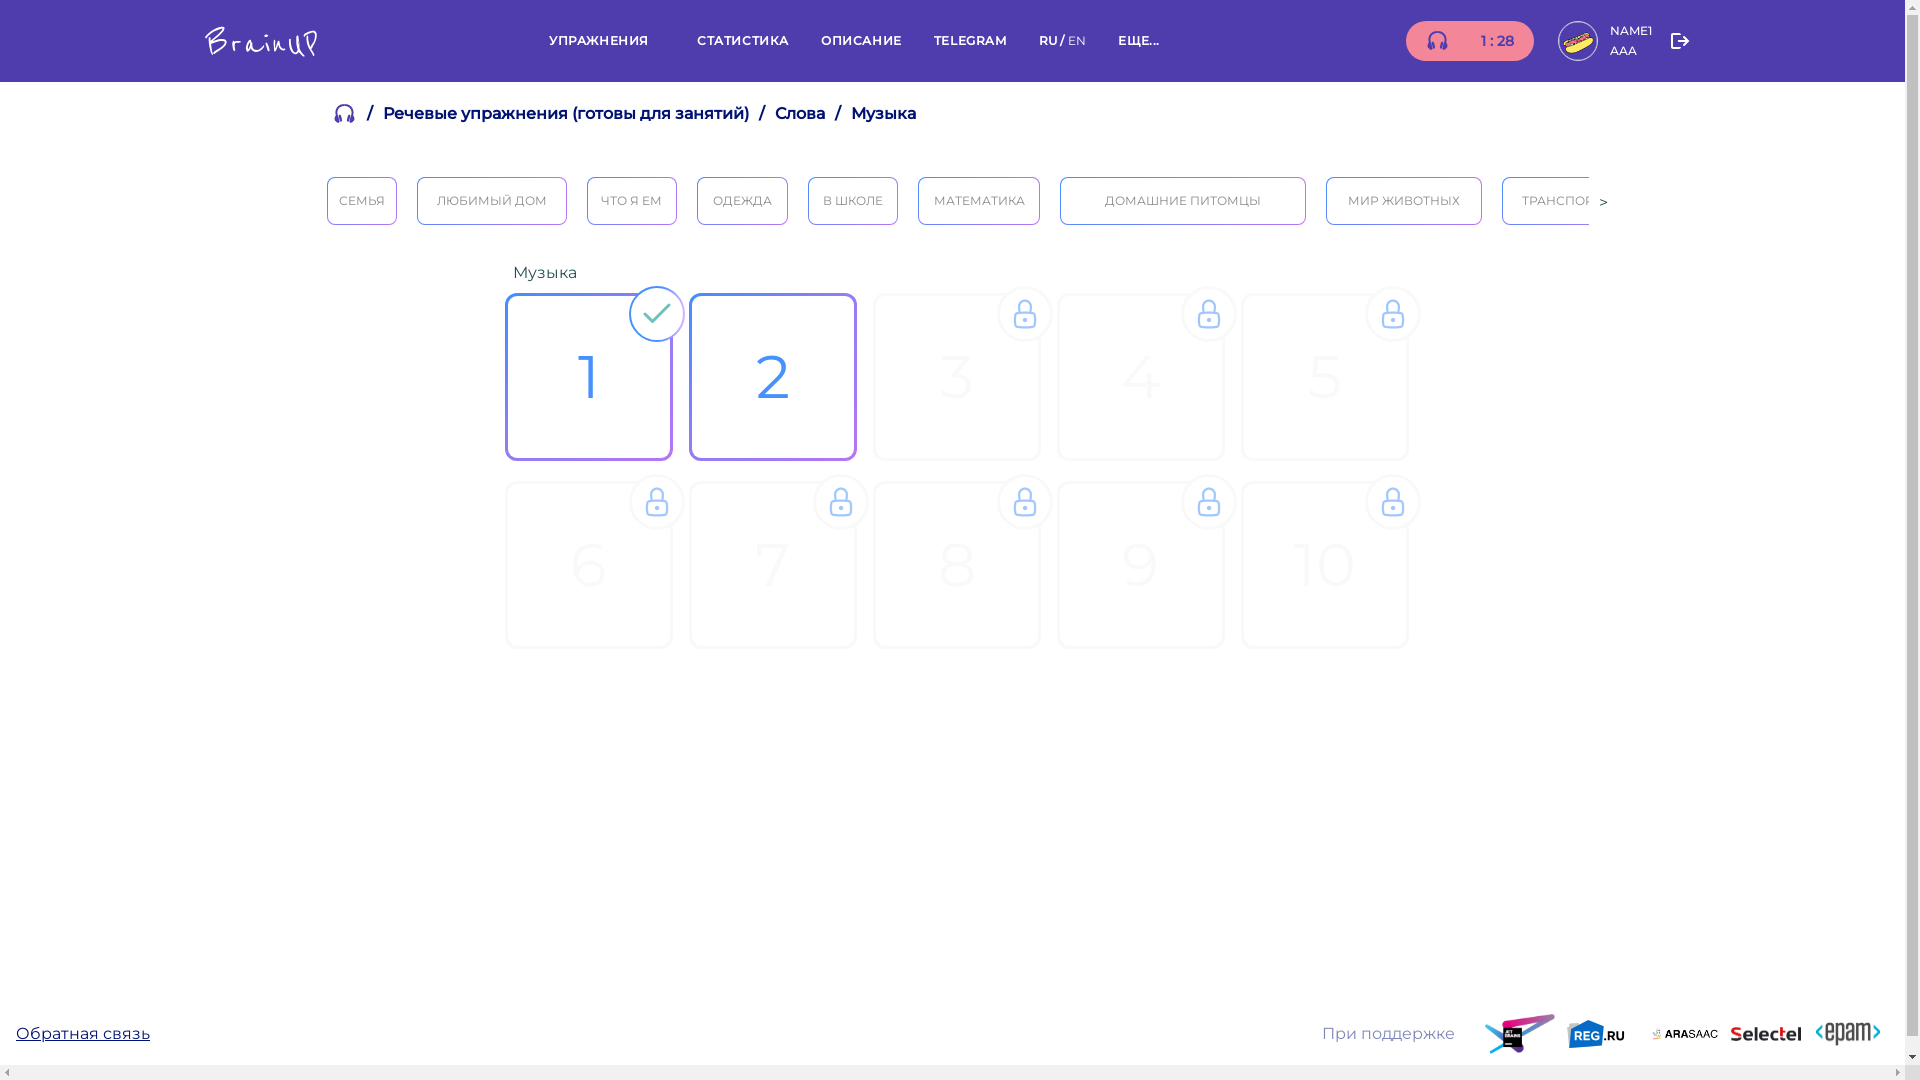 BrainUP
УПРАЖНЕНИЯ СТАТИСТИКА ОПИСАНИЕ TELEGRAM RU / EN ЕЩЕ...
1 : 28
NAME1
AAA
/ Речевые упражнения (готовы для занятий) / Слова / Музыка
СЕМЬЯ ЛЮБИМЫЙ ДОМ ЧТО Я ЕМ ОДЕЖДА В ШКОЛЕ МАТЕМАТИКА ДОМАШНИЕ ПИТОМЦЫ МИР ЖИВОТНЫХ ТРАНСПОР >
Музыка
1 2 3 4 5
6 7 8 9 10
Обратная связь
При поддержке
JET BRAINS
REG.RU
ARASAAC
Selectel
<epam>